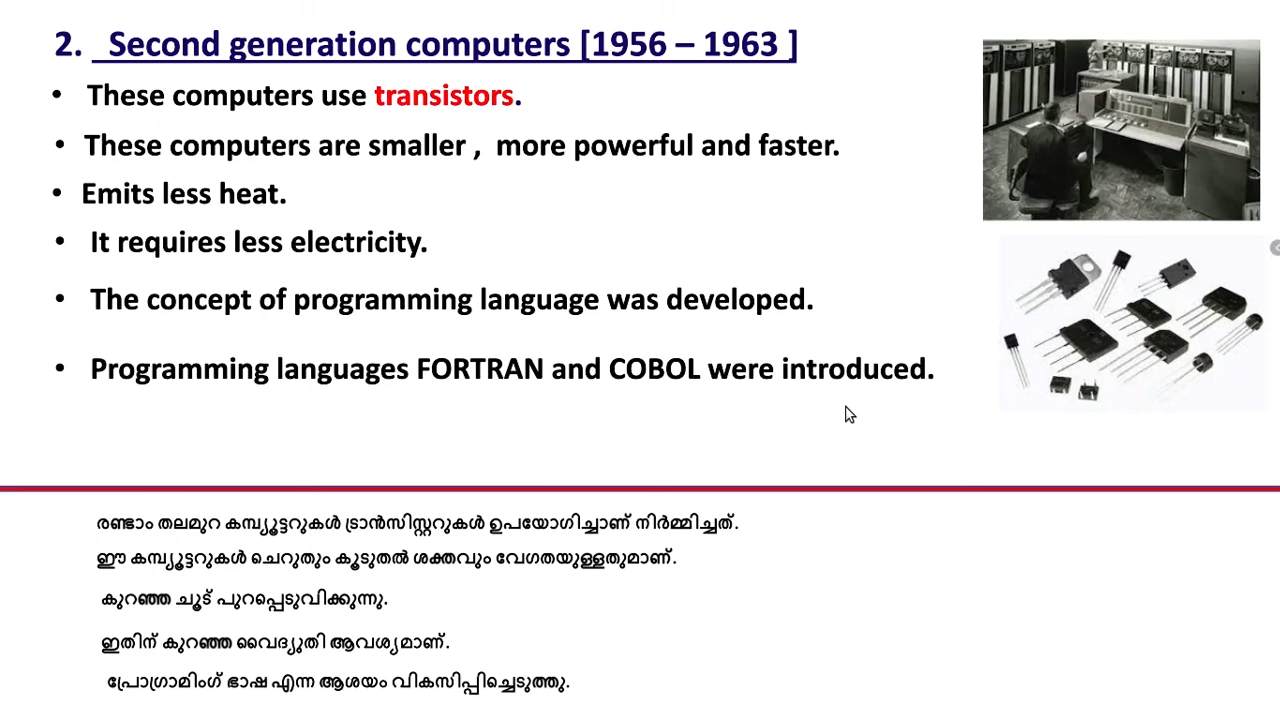 2. Second generation computers [1956 – 1963 ]
• These computers use transistors.
• These computers are smaller , more powerful and faster.
• Emits less heat.
• It requires less electricity.
• The concept of programming language was developed.
• Programming languages FORTRAN and COBOL were introduced.
രണ്ടാം തലമുറ കമ്പ്യൂട്ടറുകൾ ട്രാൻസിസ്റ്ററുകൾ ഉപയോഗിച്ചാണ് നിർമ്മിച്ചത്.
ഈ കമ്പ്യൂട്ടറുകൾ ചെറുതും കൂടുതൽ ശക്തവും വേഗതയുള്ളതുമാണ്.
കുറഞ്ഞ ചൂട് പുറപ്പെടുവിക്കുന്നു.
ഇതിന് കുറഞ്ഞ വൈദ്യുതി ആവശ്യമാണ്.
പ്രോഗ്രാമിംഗ് ഭാഷ എന്ന ആശയം വികസിപ്പിച്ചെടുത്തു.